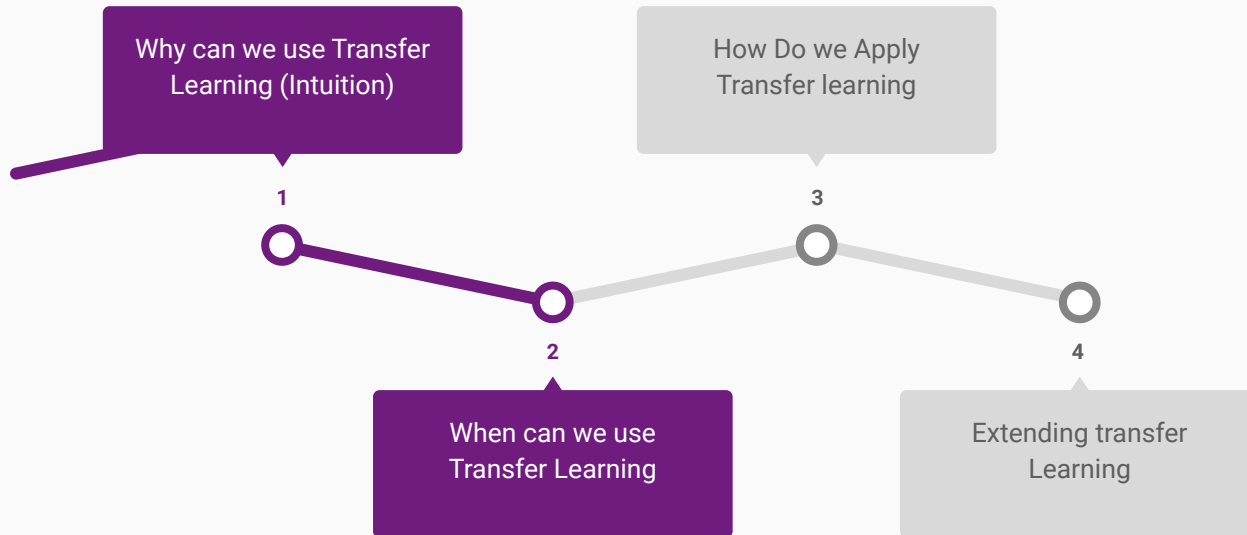 Why can we use Transfer
Learning (Intuition)
1
When can we use
Transfer Learning
2
How Do we Apply
Transfer learning
3
Extending transfer
Learning
4